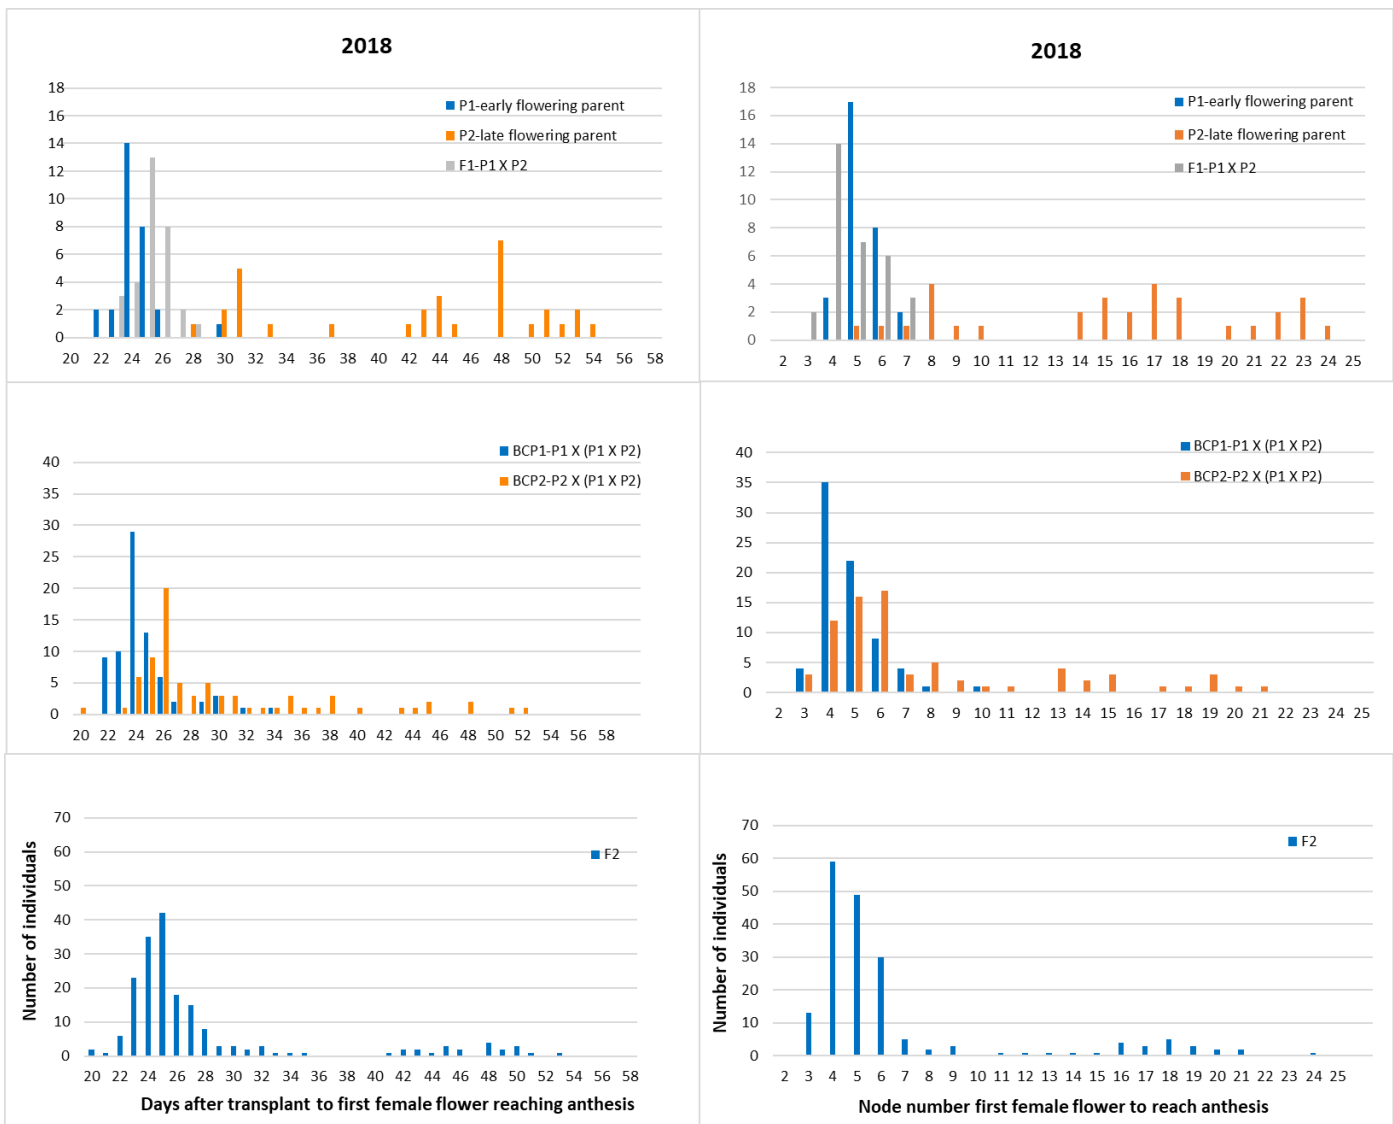 2018
18
16
14
12
10
8
6
4
2
0
P1-early flowering parent
P2-late flowering parent
F1-P1 X P2
20 22 24 26 28 30 32 34 36 38 40 42 44 46 48 50 52 54 56 58
2018
18
16
14
12
10
8
6
4
2
0
P1-early flowering parent
P2-late flowering parent
F1-P1 X P2
2 3 4 5 6 7 8 9 10 11 12 13 14 15 16 17 18 19 20 21 22 23 24 25
BCP1-P1 X (P1 X P2)
BCP2-P2 X (P1 X P2)
40
35
30
25
20
15
10
5
0
20 22 24 26 28 30 32 34 36 38 40 42 44 46 48 50 52 54 56 58
BCP1-P1 X (P1 X P2)
BCP2-P2 X (P1 X P2)
40
35
30
25
20
15
10
5
0
2 3 4 5 6 7 8 9 10 11 12 13 14 15 16 17 18 19 20 21 22 23 24 25
Number of individuals
70
60
50
40
30
20
10
0
F2
20 22 24 26 28 30 32 34 36 38 40 42 44 46 48 50 52 54 56 58
Days after transplant to first female flower reaching anthesis
Number of individuals
70
60
50
40
30
20
10
0
F2
2 3 4 5 6 7 8 9 10 11 12 13 14 15 16 17 18 19 20 21 22 23 24 25
Node number first female flower to reach anthesis